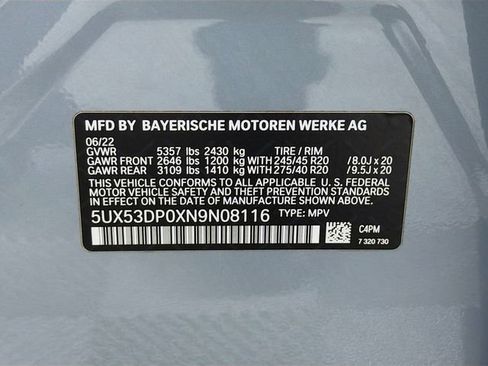 MFD BY BAYERISCHE MOTOREN WERKE AG
06/22
GVWR 5357 lbs 2430 kg TIRE / RIM
GAWR FRONT 2646 lbs 1200 kg WITH 245/45 R20 / 8.0J x 20
GAWR REAR 3109 lbs 1410 kg WITH 275/40 R20 / 9.5J x 20
THIS VEHICLE CONFORMS TO ALL APPLICABLE U. S. FEDERAL
MOTOR VEHICLE SAFETY AND THEFT PREVENTION STANDARDS
IN EFFECT ON THE DATE OF MANUFACTURE SHOWN ABOVE.
5UX53DP0XN9N08116 TYPE: MPV
C4PM
7 320 730